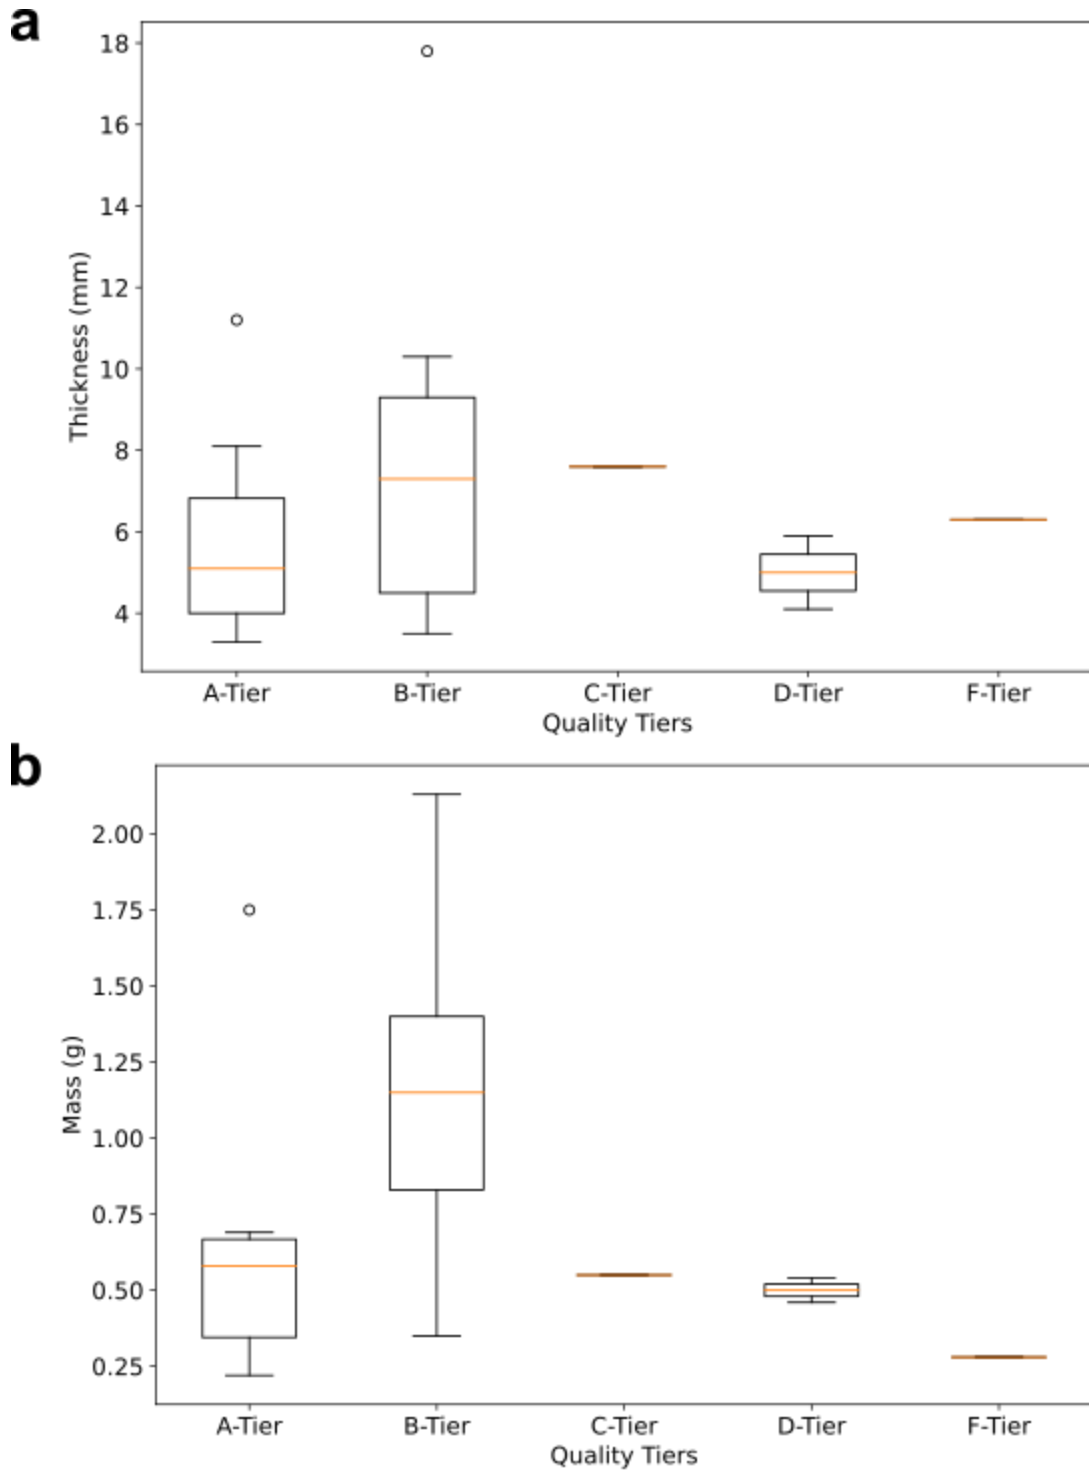 a
18
16
14
12
10
8
6
4
Thickness (mm)
A-Tier B-Tier C-Tier D-Tier F-Tier
Quality Tiers
b
2.00
1.75
1.50
1.25
1.00
0.75
0.50
0.25
Mass (g)
A-Tier B-Tier C-Tier D-Tier F-Tier
Quality Tiers